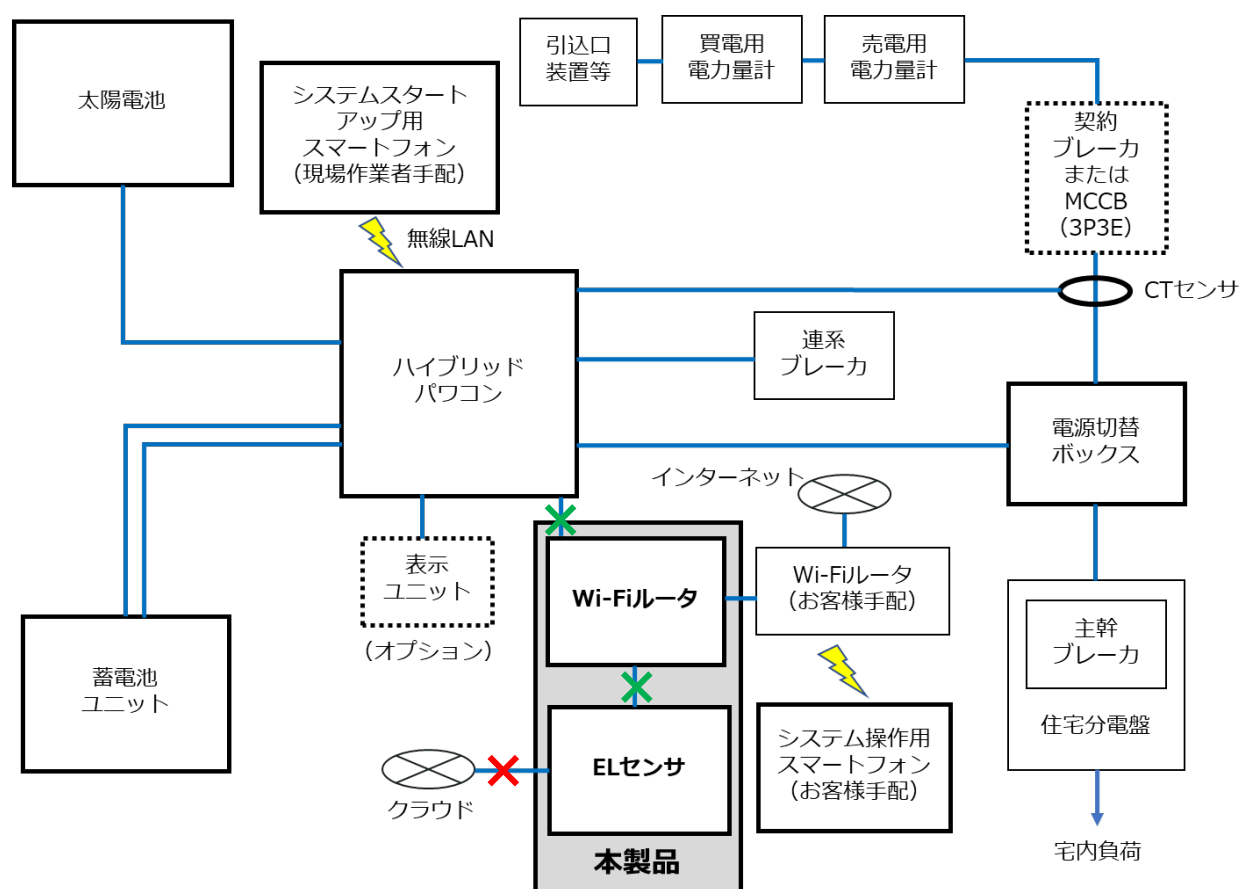 太陽電池
システムスタート
アップ用
スマートフォン
（現場作業者手配）
無線LAN
引込口
装置等
買電用
電力量計
売電用
電力量計
契約
ブレーカ
または
MCCB
（3P3E）
CTセンサ
ハイブリッド
パワコン
連系
ブレーカ
電源切替
ボックス
インターネット
表示
ユニット
（オプション）
Wi-Fiルータ
Wi-Fiルータ
（お客様手配）
主幹
ブレーカ
住宅分電盤
蓄電池
ユニット
クラウド
ELセンサ
システム操作用
スマートフォン
（お客様手配）
本製品
宅内負荷